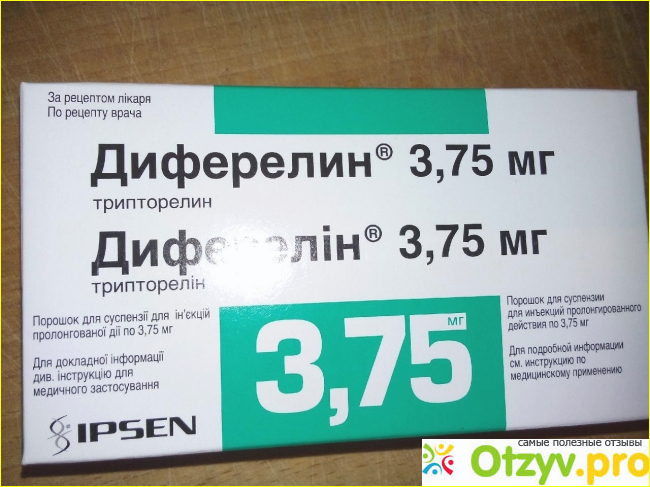 За рецептом лікаря
По рецепту врача
Диферелин® 3,75 мг
трипторелин
Диферелін® 3,75 мг
трипторелін
Порошок для суспензії для ін'єкцій
пролонгованої дії по 3,75 мг
Для докладної інформації
див. інструкцію для
медичного застосування
IPSEN
3,75 мг
Порошок для суспензии
для инъекций пролонгированного
действия по 3,75 мг
Для подробной информации
см. инструкцию по
медицинскому применению
самые полезные отзывы
Otzyv.pro